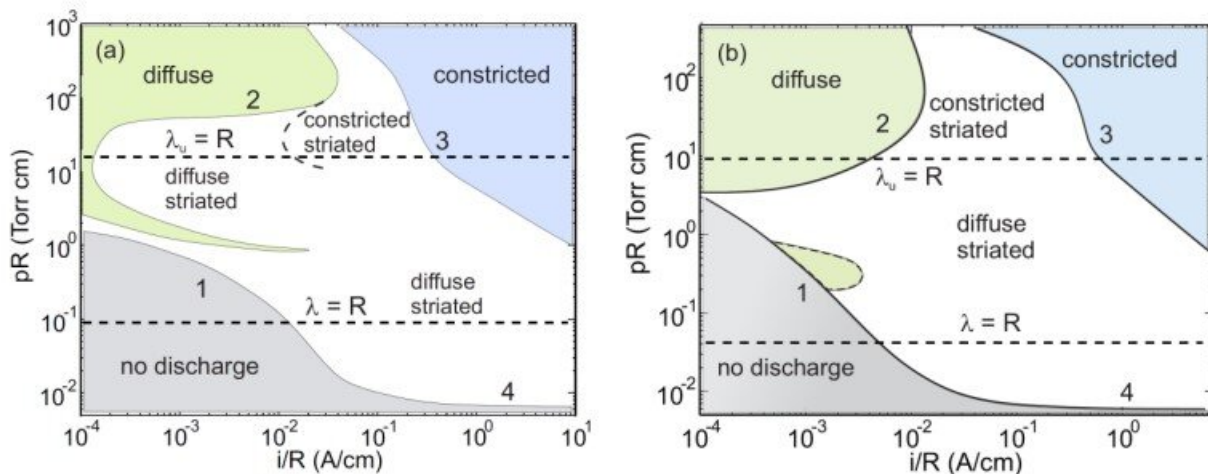 (a)
diffuse
constricted
2
constricted
striated
3
λᵤ = R
diffuse
striated
1
diffuse
striated
λ = R
no discharge
4
10³
10²
10¹
10⁰
10⁻¹
10⁻²
pR (Torr cm)
10⁻⁴
10⁻³
10⁻²
10⁻¹
10⁰
10¹
i/R (A/cm)
(b)
diffuse
constricted
constricted
striated
2
3
λᵤ = R
diffuse
striated
1
λ = R
no discharge
4
10²
10¹
10⁰
10⁻¹
10⁻²
pR (Torr cm)
10⁻⁴
10⁻³
10⁻²
10⁻¹
10⁰
i/R (A/cm)